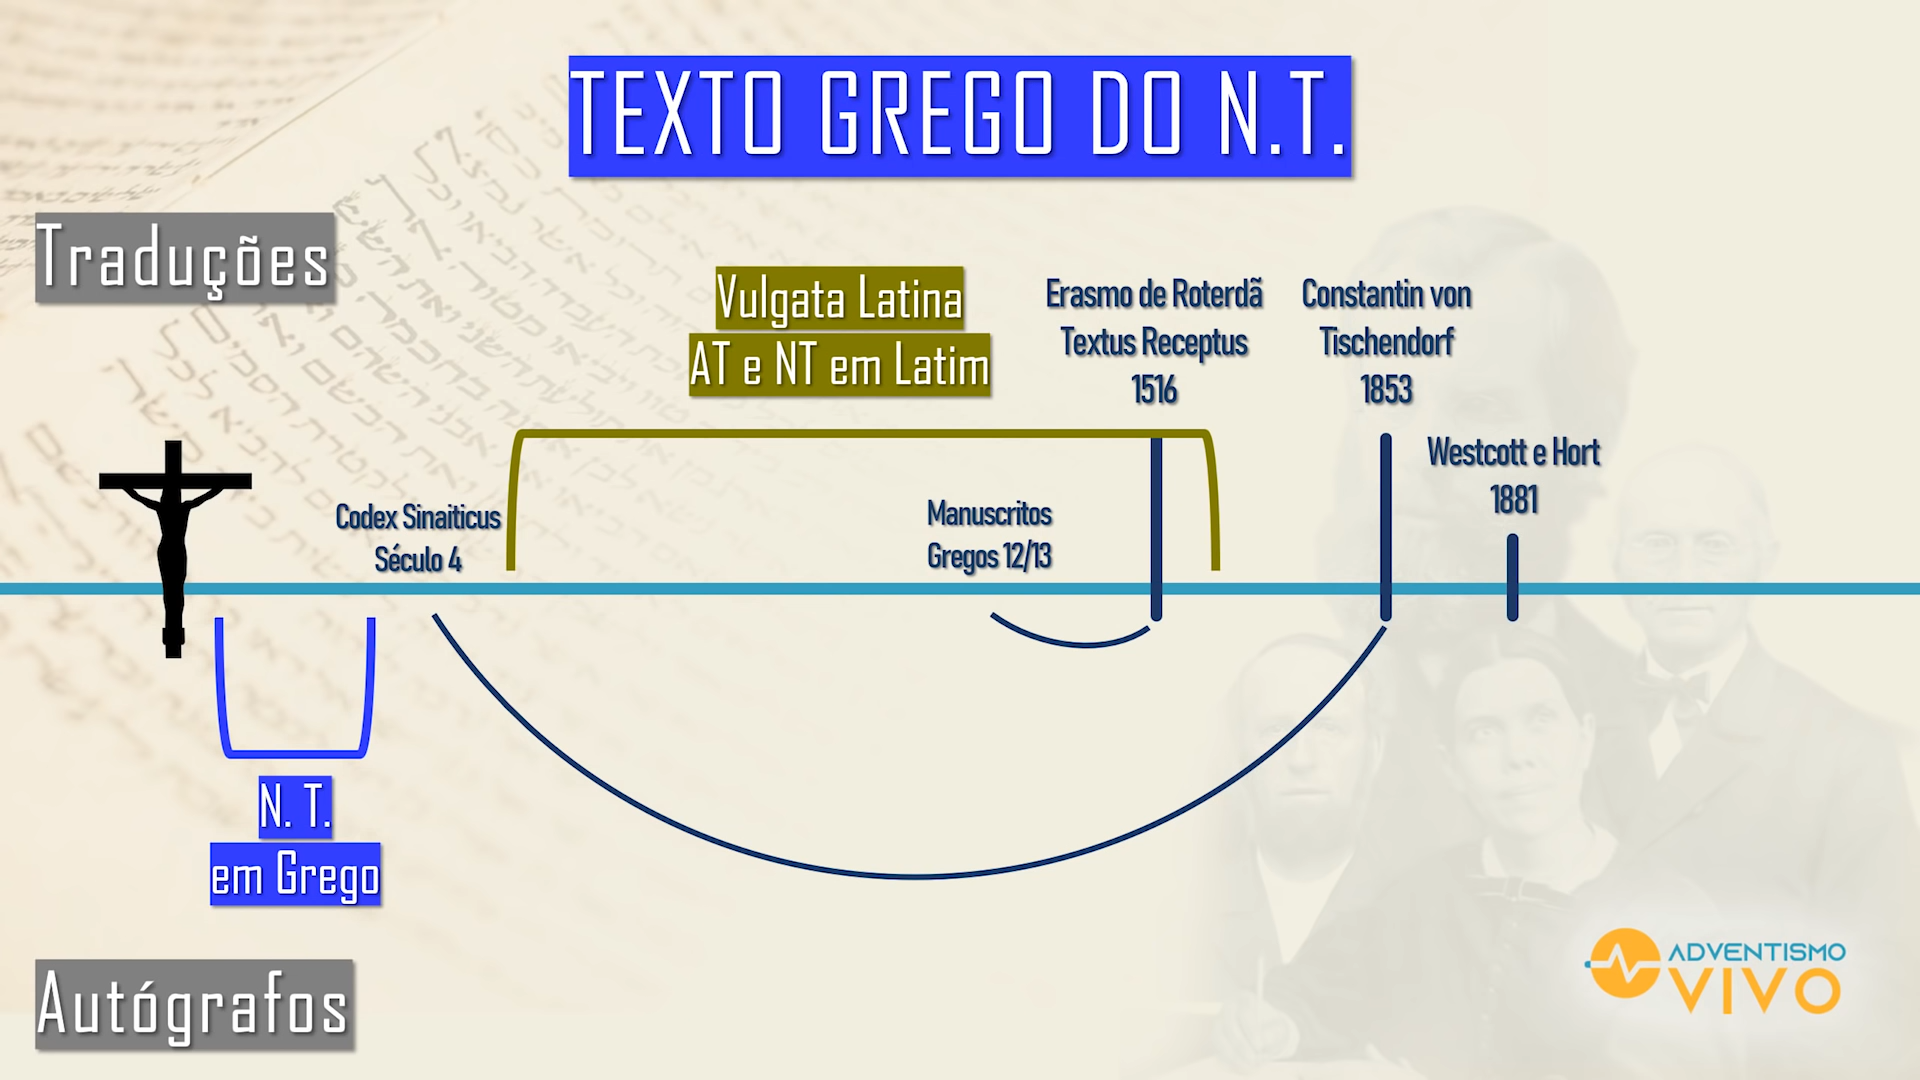 TEXTO GREGO DO N.T.
Traduções
Vulgata Latina
AT e NT em Latim
Erasmo de Roterdã
Textus Receptus
1516
Constantin von
Tischendorf
1853
Westcott e Hort
1881
Codex Sinaiticus
Século 4
Manuscritos
Gregos 12/13
N. T.
em Grego
Autógrafos
ADVENTISMO
VIVO